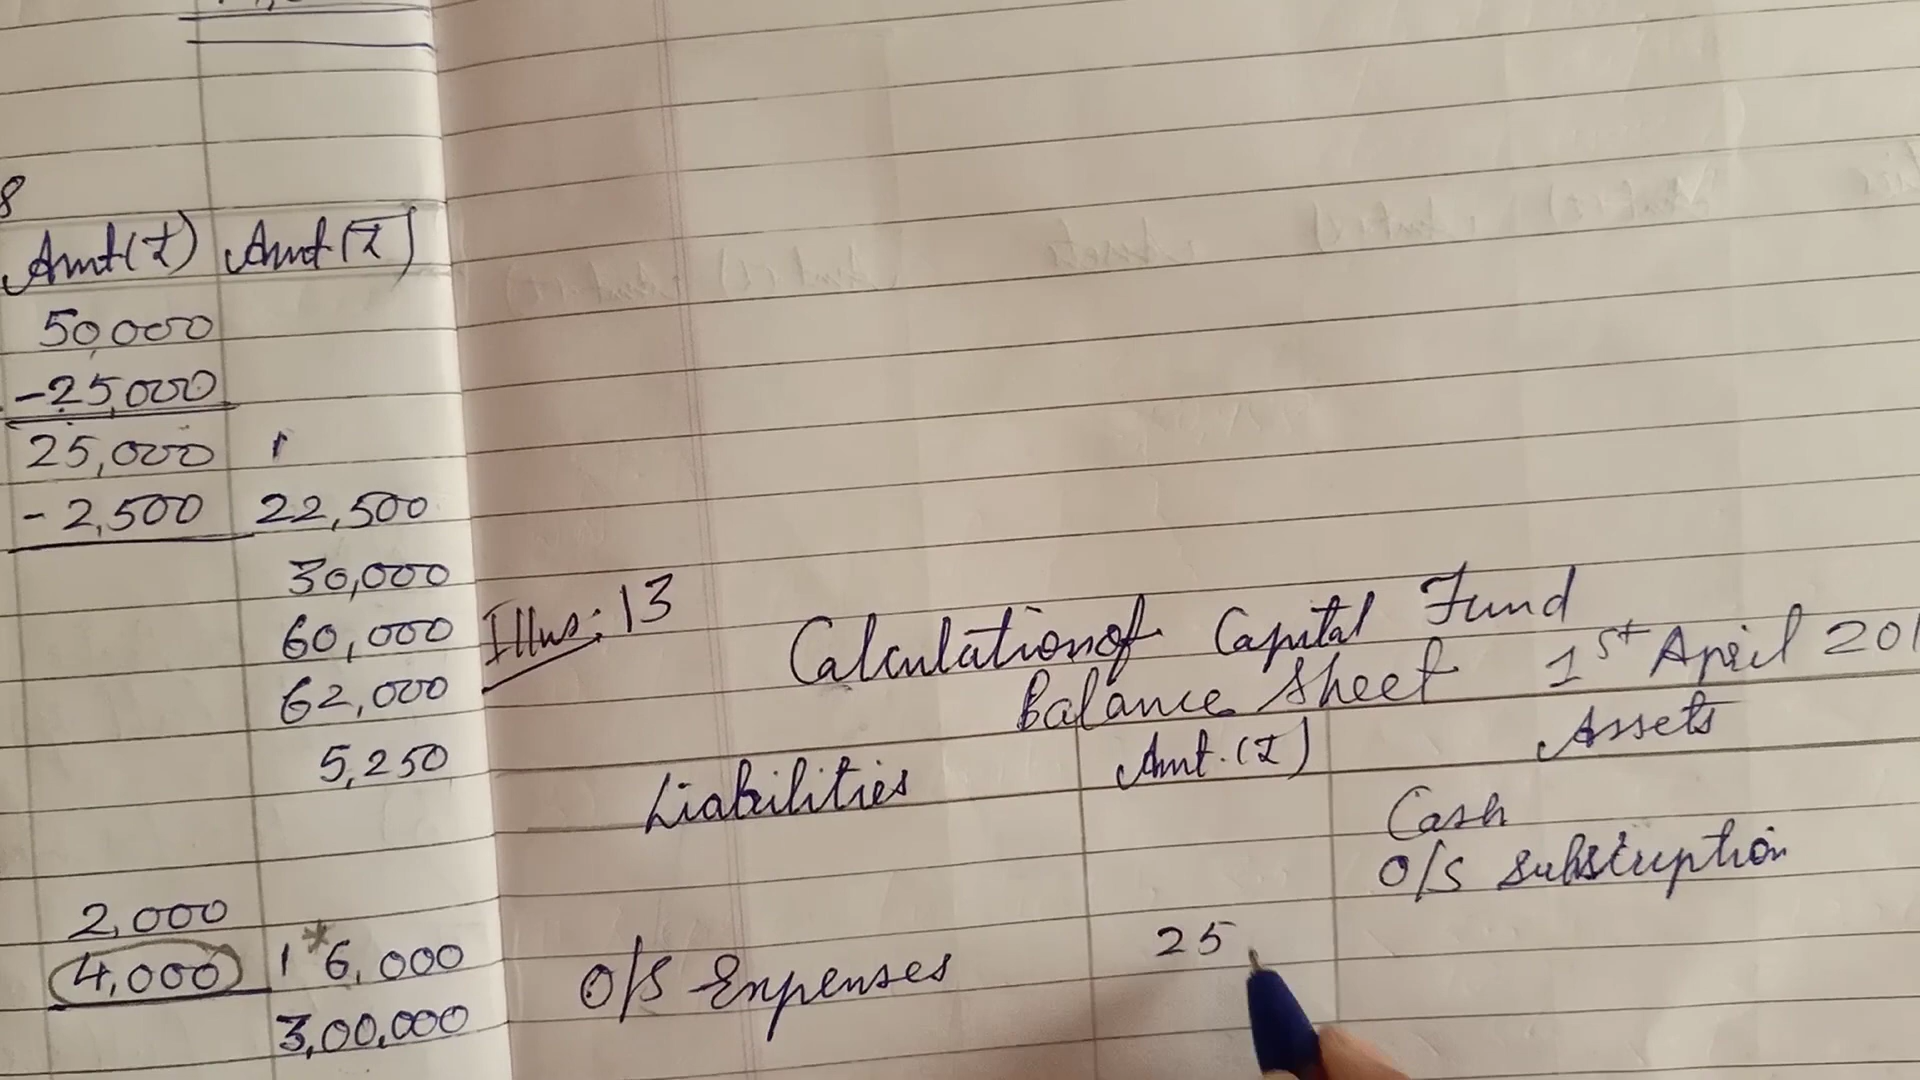 8
Amt(₹) Amt(₹)
50,000
-25,000
25,000
-2,500 22,500
30,000
60,000
62,000
5,250
2,000
4,000 6,000
3,00,000
Illus: 13
Calculation of Capital Fund
Balance Sheet 1st April 201
Liabilities Amt.(₹) Assets
Cash
O/S Subscription
O/S Expenses 25